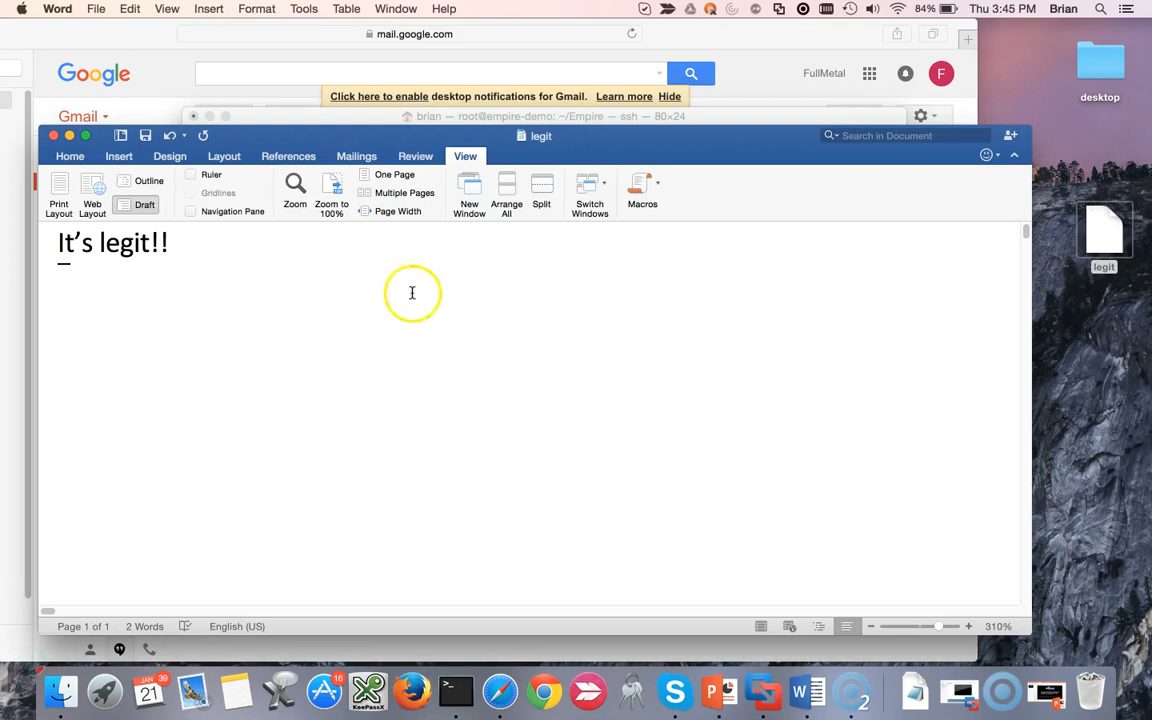 Word File Edit View Insert Format Tools Table Window Help 84% Thu 3:45 PM Brian
mail.google.com
Google FullMetal F
desktop
Click here to enable desktop notifications for Gmail. Learn more Hide
Gmail
brian — root@empire-demo: ~/Empire — ssh — 80×24
legit Search in Document
Home Insert Design Layout References Mailings Review View
Print Layout
Web Layout
Outline
Draft
Ruler
Gridlines
Navigation Pane
Zoom
Zoom to 100%
One Page
Multiple Pages
Page Width
New Window
Arrange All
Split
Switch Windows
Macros
legit
It's legit!!
Page 1 of 1 2 Words English (US) 310%
JAN 39
21
16
KeePassX
2